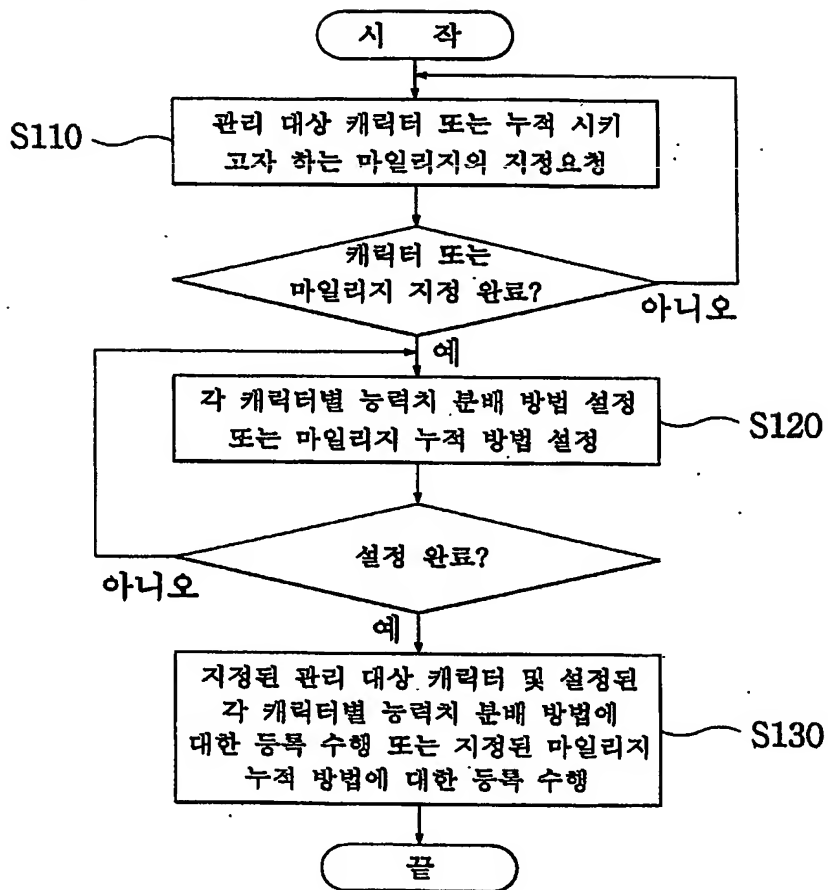 시 작
S110
관리 대상 캐릭터 또는 누적 시키
고자 하는 마일리지의 지정요청
캐릭터 또는
마일리지 지정 완료?
아니오
예
각 캐릭터별 능력치 분배 방법 설정
또는 마일리지 누적 방법 설정
S120
설정 완료?
아니오
예
지정된 관리 대상 캐릭터 및 설정된
각 캐릭터별 능력치 분배 방법에
대한 등록 수행 또는 지정된 마일리지
누적 방법에 대한 등록 수행
S130
끝